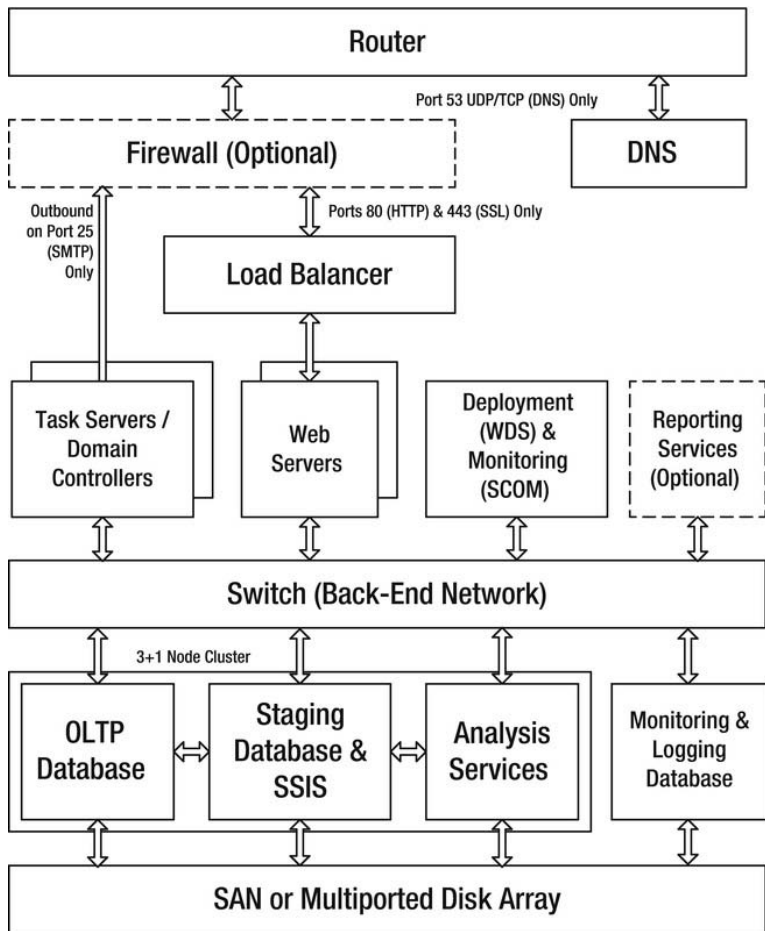 Router
Port 53 UDP/TCP (DNS) Only
Firewall (Optional)
DNS
Outbound
on Port 25
(SMTP)
Only
Ports 80 (HTTP) & 443 (SSL) Only
Load Balancer
Task Servers /
Domain
Controllers
Web
Servers
Deployment
(WDS) &
Monitoring
(SCOM)
Reporting
Services
(Optional)
Switch (Back-End Network)
3+1 Node Cluster
OLTP
Database
Staging
Database &
SSIS
Analysis
Services
Monitoring &
Logging
Database
SAN or Multiported Disk Array